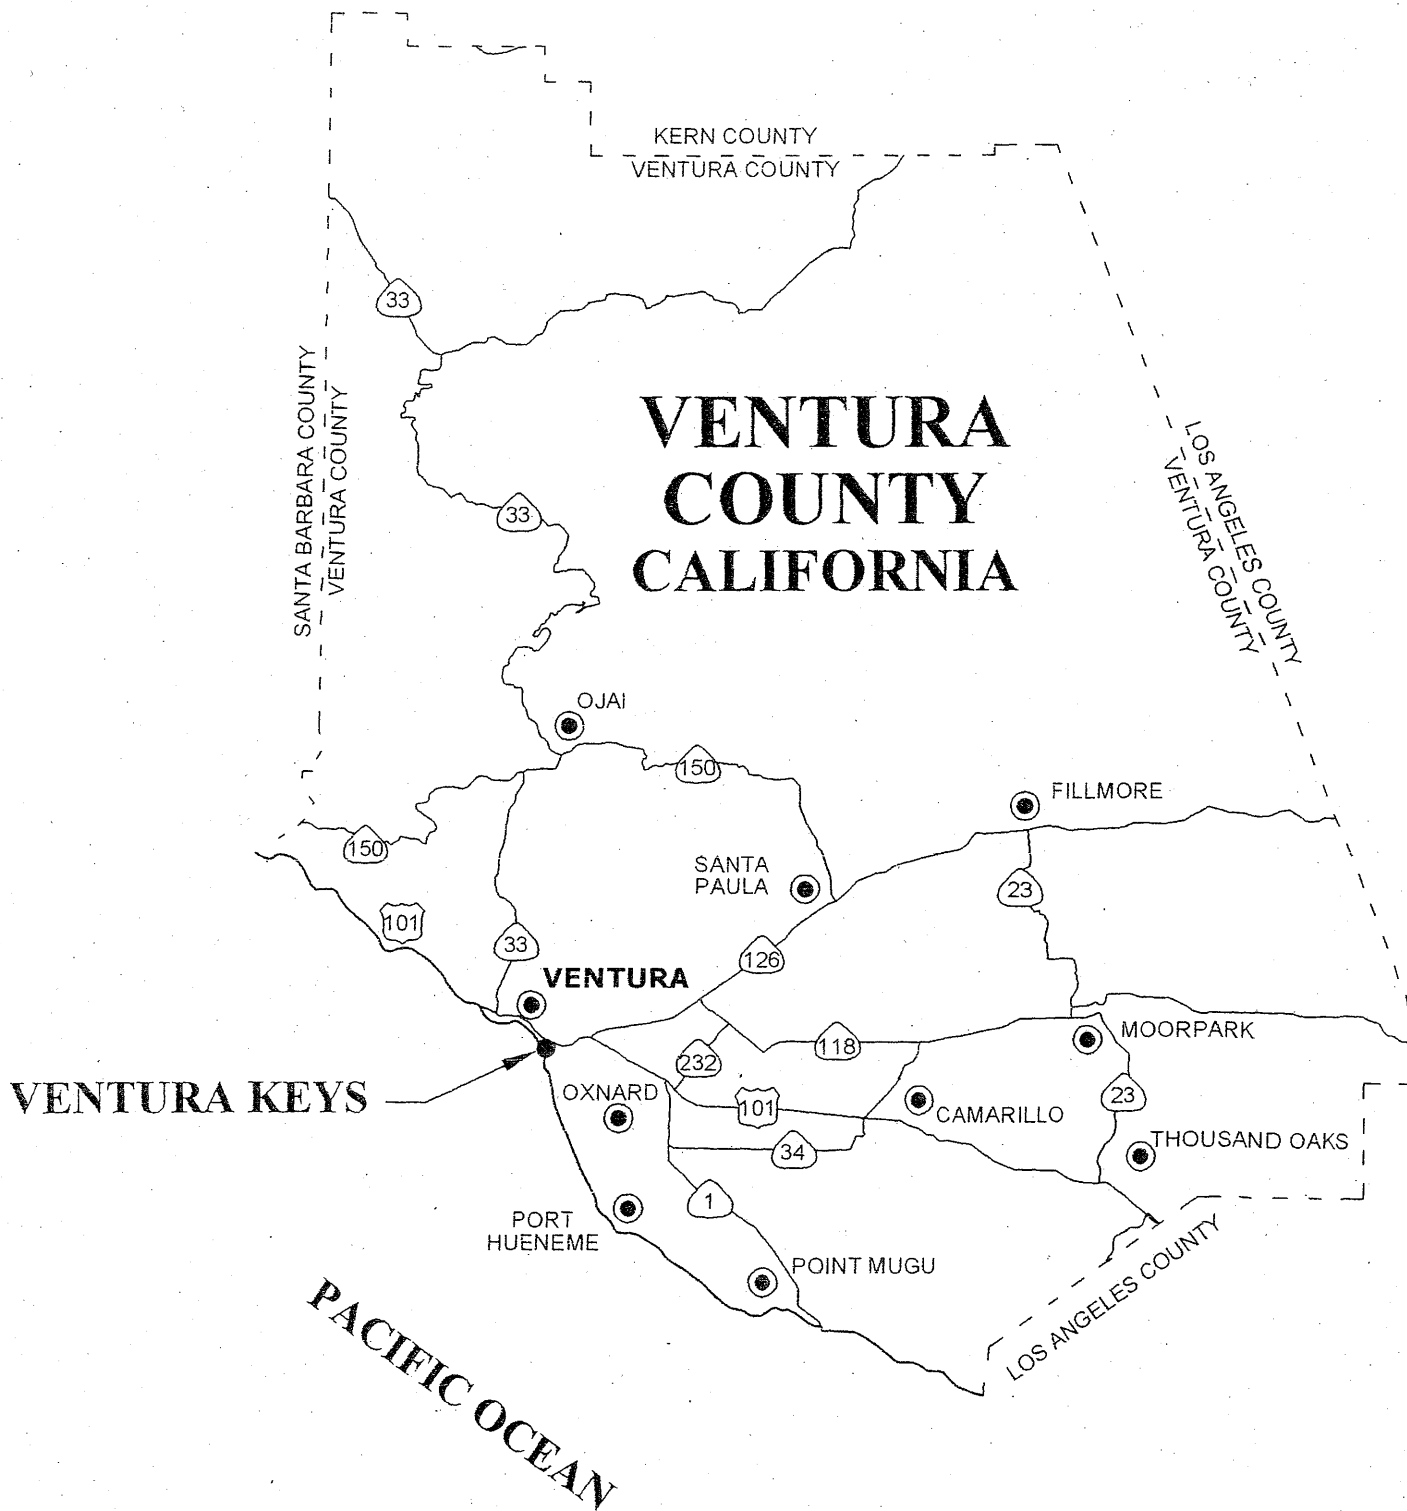 KERN COUNTY
VENTURA COUNTY
33
SANTA BARBARA COUNTY
VENTURA COUNTY
VENTURA
COUNTY
CALIFORNIA
LOS ANGELES COUNTY
VENTURA COUNTY
33
OJAI
150
FILLMORE
150
SANTA
PAULA
23
101
33
126
VENTURA
MOORPARK
118
232
VENTURA KEYS
OXNARD
101
CAMARILLO
23
34
THOUSAND OAKS
1
PORT
HUENEME
POINT MUGU
LOS ANGELES COUNTY
PACIFIC OCEAN